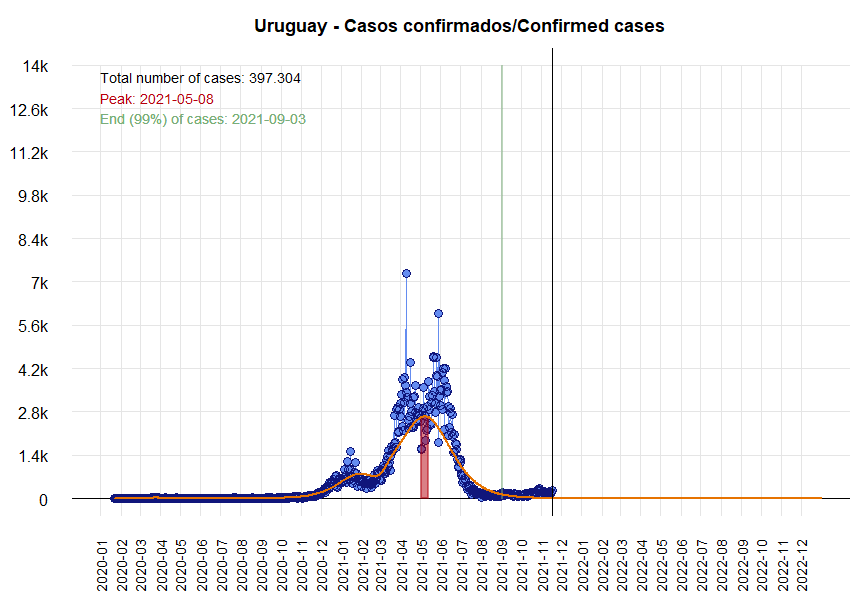 Uruguay - Casos confirmados/Confirmed cases
14k
12.6k
11.2k
9.8k
8.4k
7k
5.6k
4.2k
2.8k
1.4k
0
Total number of cases: 397.304
Peak: 2021-05-08
End (99%) of cases: 2021-09-03
2020-01
2020-02
2020-03
2020-04
2020-05
2020-06
2020-07
2020-08
2020-09
2020-10
2020-11
2020-12
2021-01
2021-02
2021-03
2021-04
2021-05
2021-06
2021-07
2021-08
2021-09
2021-10
2021-11
2021-12
2022-01
2022-02
2022-03
2022-04
2022-05
2022-06
2022-07
2022-08
2022-09
2022-10
2022-11
2022-12